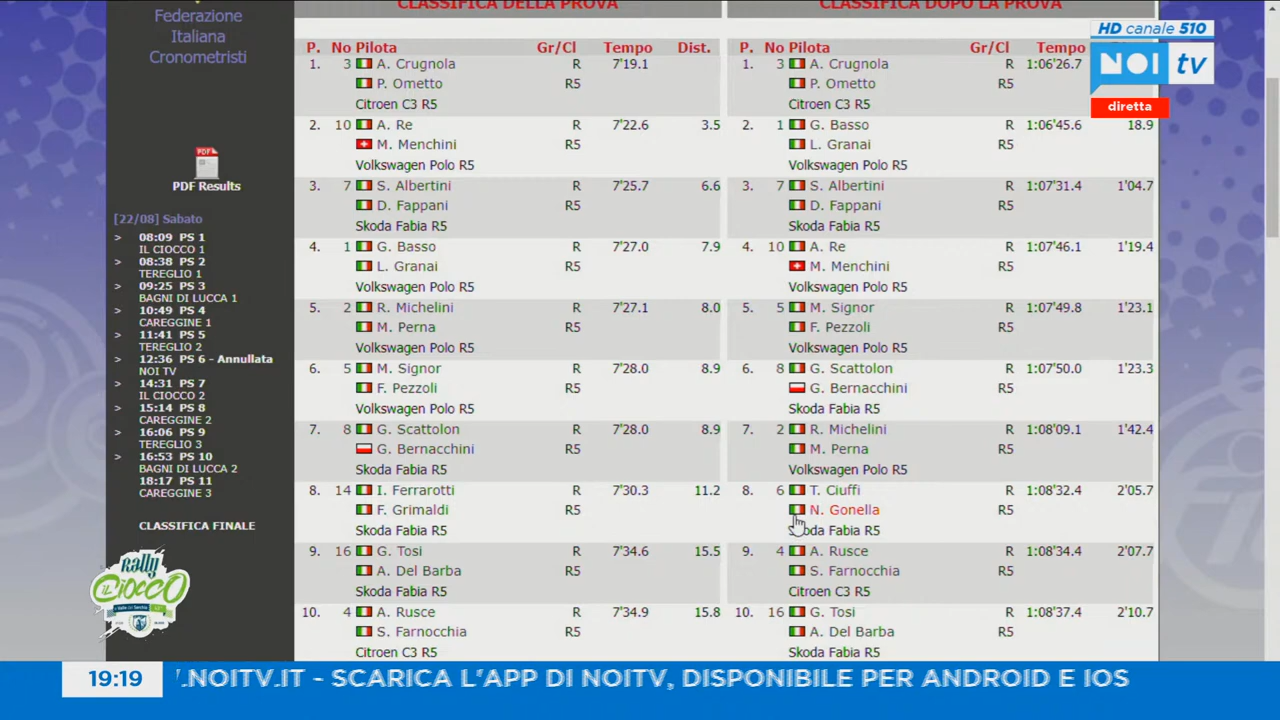 CLASSIFICA DELLA PROVA
CLASSIFICA DOPO LA PROVA
HD canale 510
NOI tv
diretta
Federazione
Italiana
Cronometristi
PDF
PDF Results
[22/08] Sabato
> 08:09 PS 1
IL CIOCCO 1
> 08:38 PS 2
TEREGLIO 1
> 09:25 PS 3
BAGNI DI LUCCA 1
> 10:49 PS 4
CAREGGINE 1
> 11:41 PS 5
TEREGLIO 2
> 12:36 PS 6 - Annullata
NOI TV
> 14:31 PS 7
IL CIOCCO 2
> 15:14 PS 8
CAREGGINE 2
> 16:06 PS 9
TEREGLIO 3
> 16:53 PS 10
BAGNI DI LUCCA 2
18:17 PS 11
CAREGGINE 3
CLASSIFICA FINALE
P. No Pilota Gr/Cl Tempo Dist.
1. 3 A. Crugnola R 7'19.1
P. Ometto R5
Citroen C3 R5
2. 10 A. Re R 7'22.6 3.5
M. Menchini R5
Volkswagen Polo R5
3. 7 S. Albertini R 7'25.7 6.6
D. Fappani R5
Skoda Fabia R5
4. 1 G. Basso R 7'27.0 7.9
L. Granai R5
Volkswagen Polo R5
5. 2 R. Michelini R 7'27.1 8.0
M. Perna R5
Volkswagen Polo R5
6. 5 M. Signor R 7'28.0 8.9
F. Pezzoli R5
Volkswagen Polo R5
7. 8 G. Scattolon R 7'28.0 8.9
G. Bernacchini R5
Skoda Fabia R5
8. 14 I. Ferrarotti R 7'30.3 11.2
F. Grimaldi R5
Skoda Fabia R5
9. 16 G. Tosi R 7'34.6 15.5
A. Del Barba R5
Skoda Fabia R5
10. 4 A. Rusce R 7'34.9 15.8
S. Farnocchia R5
Citroen C3 R5
P. No Pilota Gr/Cl Tempo
1. 3 A. Crugnola R 1:06'26.7
P. Ometto R5
Citroen C3 R5
2. 1 G. Basso R 1:06'45.6 18.9
L. Granai R5
Volkswagen Polo R5
3. 7 S. Albertini R 1:07'31.4 1'04.7
D. Fappani R5
Skoda Fabia R5
4. 10 A. Re R 1:07'46.1 1'19.4
M. Menchini R5
Volkswagen Polo R5
5. 5 M. Signor R 1:07'49.8 1'23.1
F. Pezzoli R5
Volkswagen Polo R5
6. 8 G. Scattolon R 1:07'50.0 1'23.3
G. Bernacchini R5
Skoda Fabia R5
7. 2 R. Michelini R 1:08'09.1 1'42.4
M. Perna R5
Volkswagen Polo R5
8. 6 T. Ciuffi R 1:08'32.4 2'05.7
N. Gonella R5
Skoda Fabia R5
9. 4 A. Rusce R 1:08'34.4 2'07.7
S. Farnocchia R5
Citroen C3 R5
10. 16 G. Tosi R 1:08'37.4 2'10.7
A. Del Barba R5
Skoda Fabia R5
Rally
IL CIOCCO
19:19
.NOITV.IT - SCARICA L'APP DI NOITV, DISPONIBILE PER ANDROID E IOS